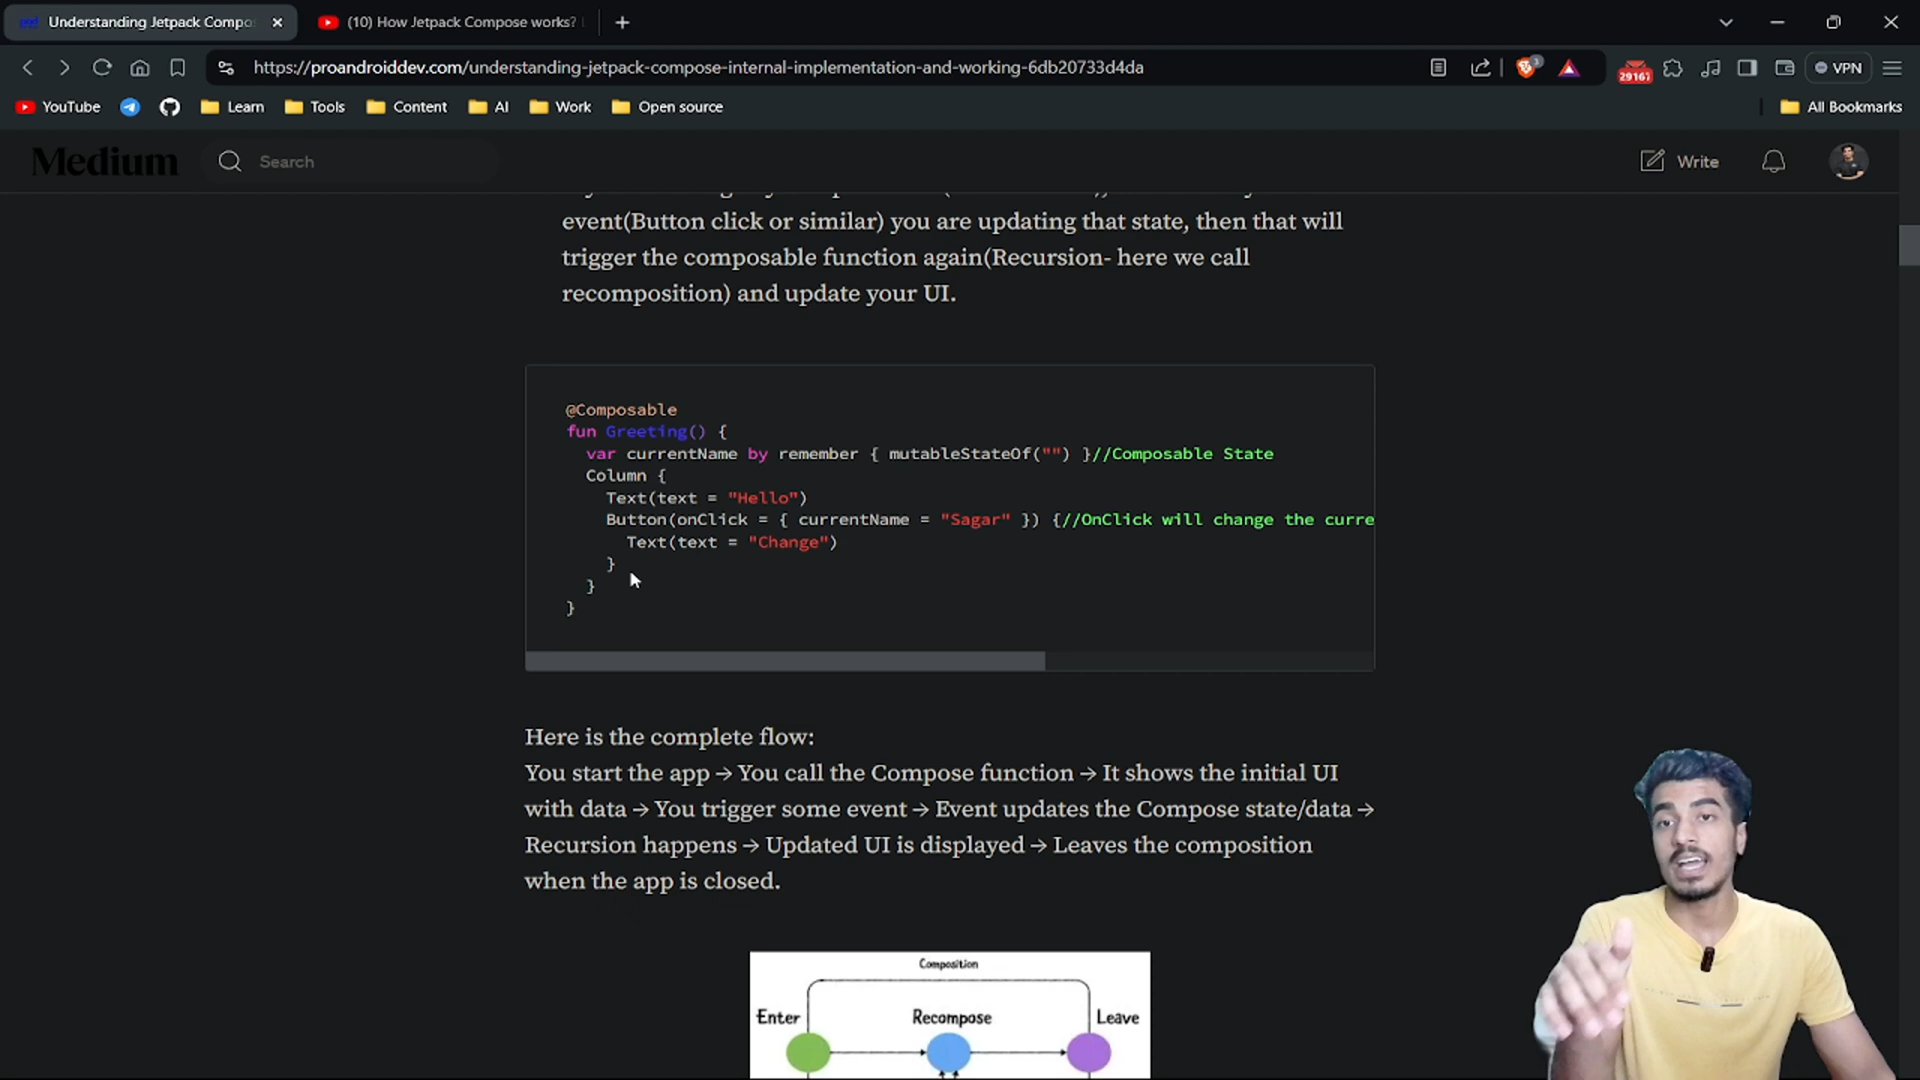 Understanding Jetpack Compo
(10) How Jetpack Compose works?
https://proandroiddev.com/understanding-jetpack-compose-internal-implementation-and-working-6db20733d4da
3
29167
VPN
YouTube
Learn
Tools
Content
AI
Work
Open source
All Bookmarks
Medium
Search
Write
event(Button click or similar) you are updating that state, then that will
trigger the composable function again(Recursion- here we call
recomposition) and update your UI.
@Composable
fun Greeting() {
var currentName by remember { mutableStateOf("") }//Composable State
Column {
Text(text = "Hello")
Button(onClick = { currentName = "Sagar" }) {//OnClick will change the curre
Text(text = "Change")
}
}
}
Here is the complete flow:
You start the app → You call the Compose function → It shows the initial UI
with data → You trigger some event → Event updates the Compose state/data →
Recursion happens → Updated UI is displayed → Leaves the composition
when the app is closed.
Composition
Enter
Recompose
Leave